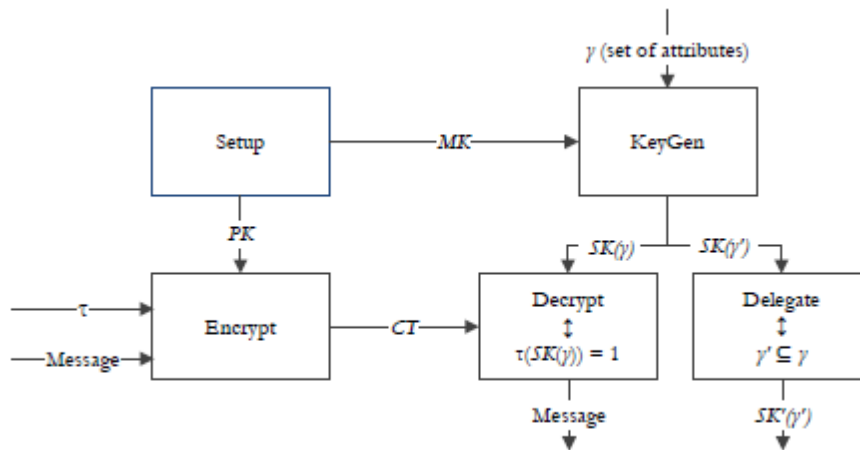 γ (set of attributes)
Setup
MK
KeyGen
PK
SK(γ)
SK(γ')
τ
Message
Encrypt
CT
Decrypt
↕
τ(SK(γ)) = 1
Delegate
↕
γ' ⊆ γ
Message
SK'(γ')